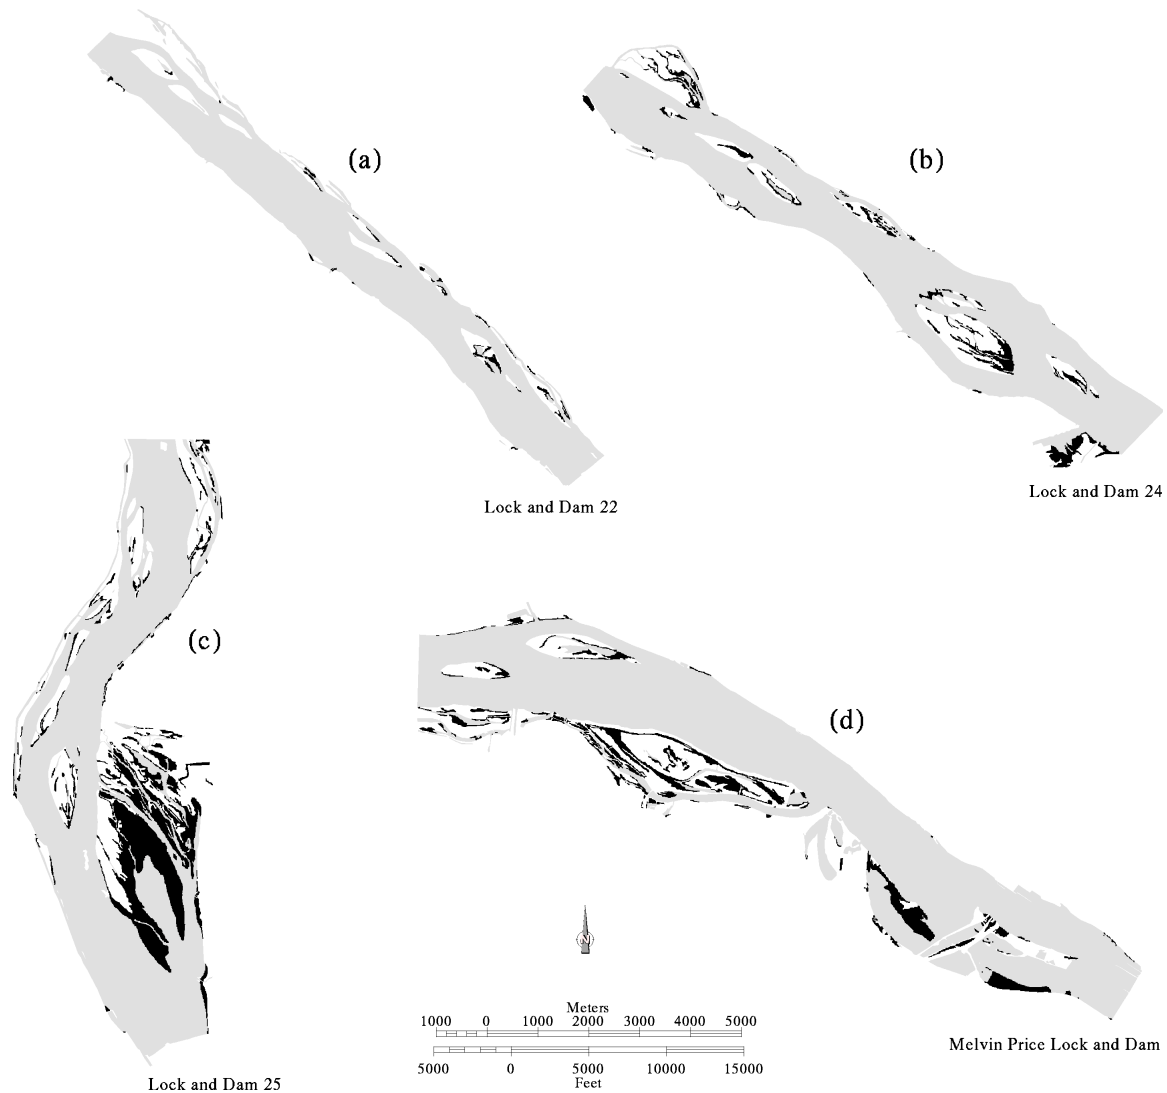 (a)
(b)
Lock and Dam 22
Lock and Dam 24
(c)
(d)
N
Meters
1000 0 1000 2000 3000 4000 5000
5000 0 5000 10000 15000
Feet
Melvin Price Lock and Dam
Lock and Dam 25